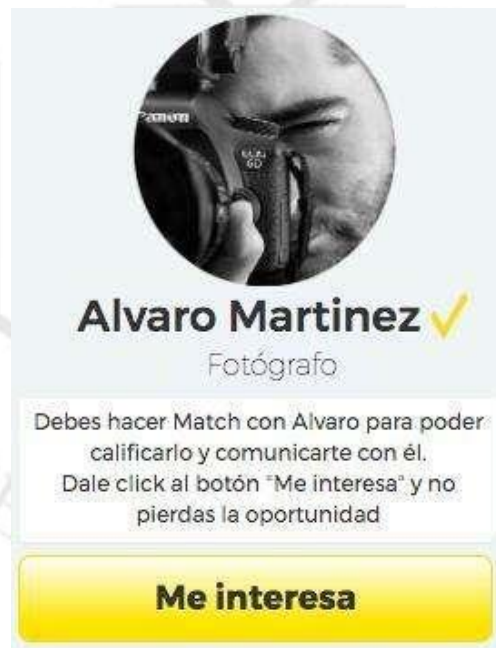 Canon
EOS
6D
Alvaro Martinez
Fotógrafo
Debes hacer Match con Alvaro para poder
calificarlo y comunicarte con él.
Dale click al botón "Me interesa" y no
pierdas la oportunidad
Me interesa